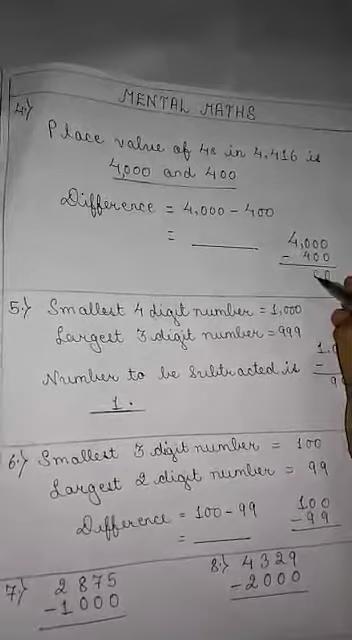 MENTAL MATHS
4.) Place value of 4s in 4,416 is
4,000 and 400
Difference = 4,000 - 400
= ______
4,000
- 400
00
5.) Smallest 4 digit number = 1,000
Largest 3 digit number = 999
Number to be subtracted is
1.
6.) Smallest 3 digit number = 100
Largest 2 digit number = 99
Difference = 100 - 99
= ______
100
- 99
7.) 2875
- 1000
8.) 4329
- 2000